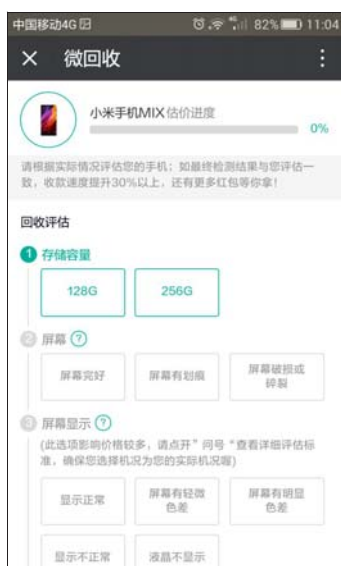 中国移动4G 82% 11:04
微回收
小米手机MIX 估价进度
0%
请根据实际情况评估您的手机；如最终检测结果与您评估一
致，收款速度提升30%以上，还有更多红包等你拿！
回收评估
1 存储容量
128G 256G
2 屏幕 ?
屏幕完好 屏幕有划痕 屏幕破损或
碎裂
3 屏幕显示 ?
(此选项影响价格较多，请点开"问号"查看详细评估标
准，确保您选择机况为您的实际机况喔)
显示正常 屏幕有轻微
色差 屏幕有明显
色差
显示不正常 液晶不显示